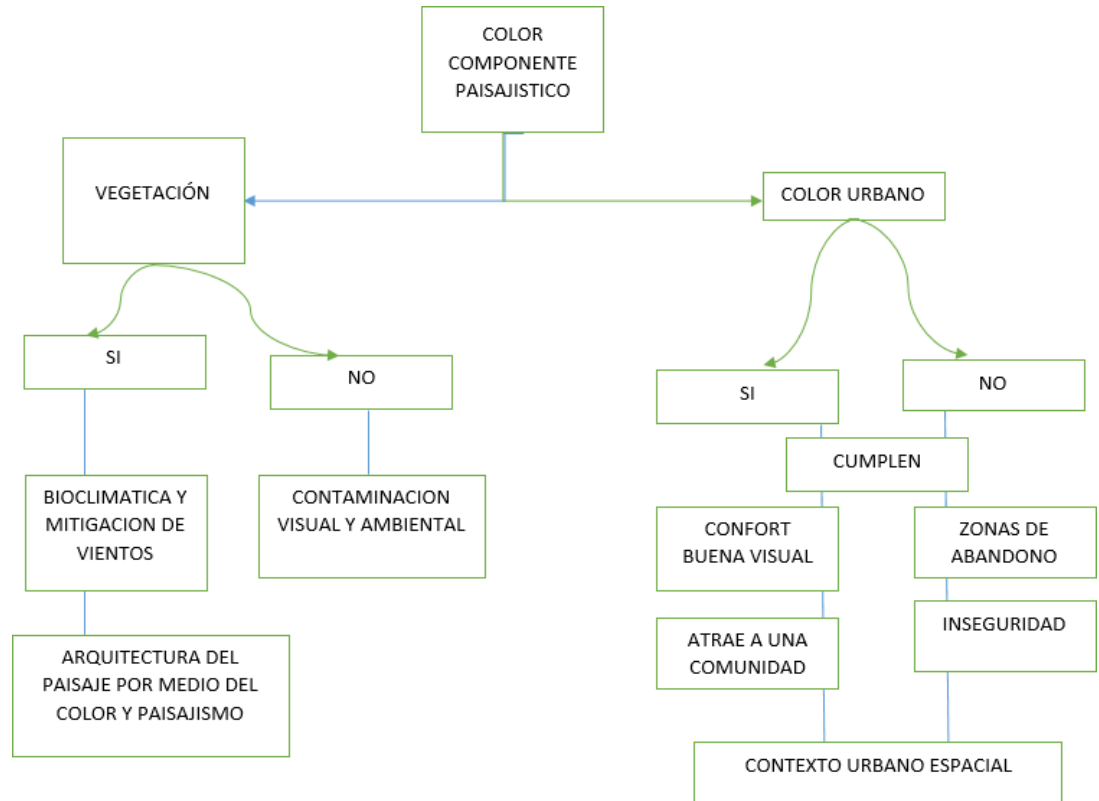 COLOR
COMPONENTE
PAISAJISTICO
VEGETACIÓN
COLOR URBANO
SI
NO
SI
NO
CUMPLEN
BIOCLIMATICA Y
MITIGACION DE
VIENTOS
CONTAMINACION
VISUAL Y AMBIENTAL
CONFORT
BUENA VISUAL
ZONAS DE
ABANDONO
ATRAE A UNA
COMUNIDAD
INSEGURIDAD
ARQUITECTURA DEL
PAISAJE POR MEDIO DEL
COLOR Y PAISAJISMO
CONTEXTO URBANO ESPACIAL